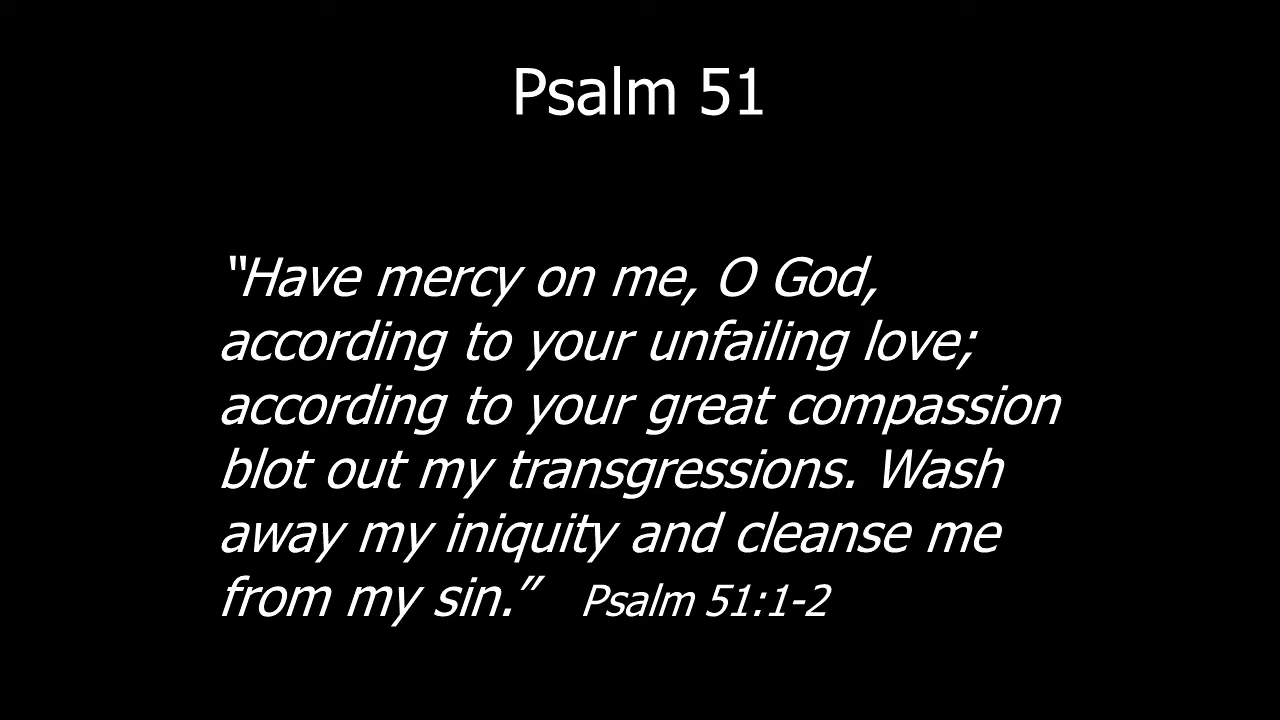 Psalm 51
“Have mercy on me, O God,
according to your unfailing love;
according to your great compassion
blot out my transgressions. Wash
away my iniquity and cleanse me
from my sin.” Psalm 51:1-2